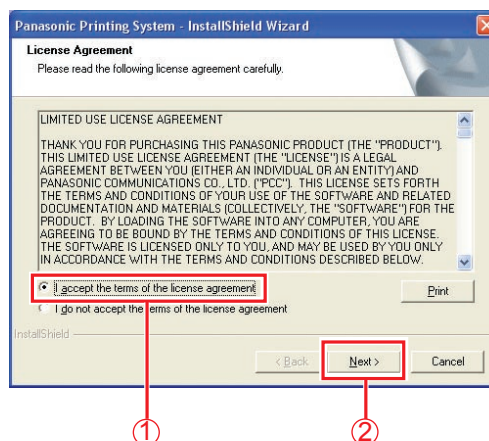 Panasonic Printing System - InstallShield Wizard
License Agreement
Please read the following license agreement carefully.
LIMITED USE LICENSE AGREEMENT
THANK YOU FOR PURCHASING THIS PANASONIC PRODUCT (THE "PRODUCT").
THIS LIMITED USE LICENSE AGREEMENT (THE "LICENSE") IS A LEGAL
AGREEMENT BETWEEN YOU (EITHER AN INDIVIDUAL OR AN ENTITY) AND
PANASONIC COMMUNICATIONS CO., LTD. ("PCC"). THIS LICENSE SETS FORTH
THE TERMS AND CONDITIONS OF YOUR USE OF THE SOFTWARE AND RELATED
DOCUMENTATION AND MATERIALS (COLLECTIVELY, THE "SOFTWARE") FOR THE
PRODUCT. BY LOADING THE SOFTWARE INTO ANY COMPUTER, YOU ARE
AGREEING TO BE BOUND BY THE TERMS AND CONDITIONS OF THIS LICENSE.
THE SOFTWARE IS LICENSED ONLY TO YOU, AND MAY BE USED BY YOU ONLY
IN ACCORDANCE WITH THE TERMS AND CONDITIONS DESCRIBED BELOW.
I accept the terms of the license agreement
Print
I do not accept the terms of the license agreement
InstallShield
< Back
Next >
Cancel
①
②